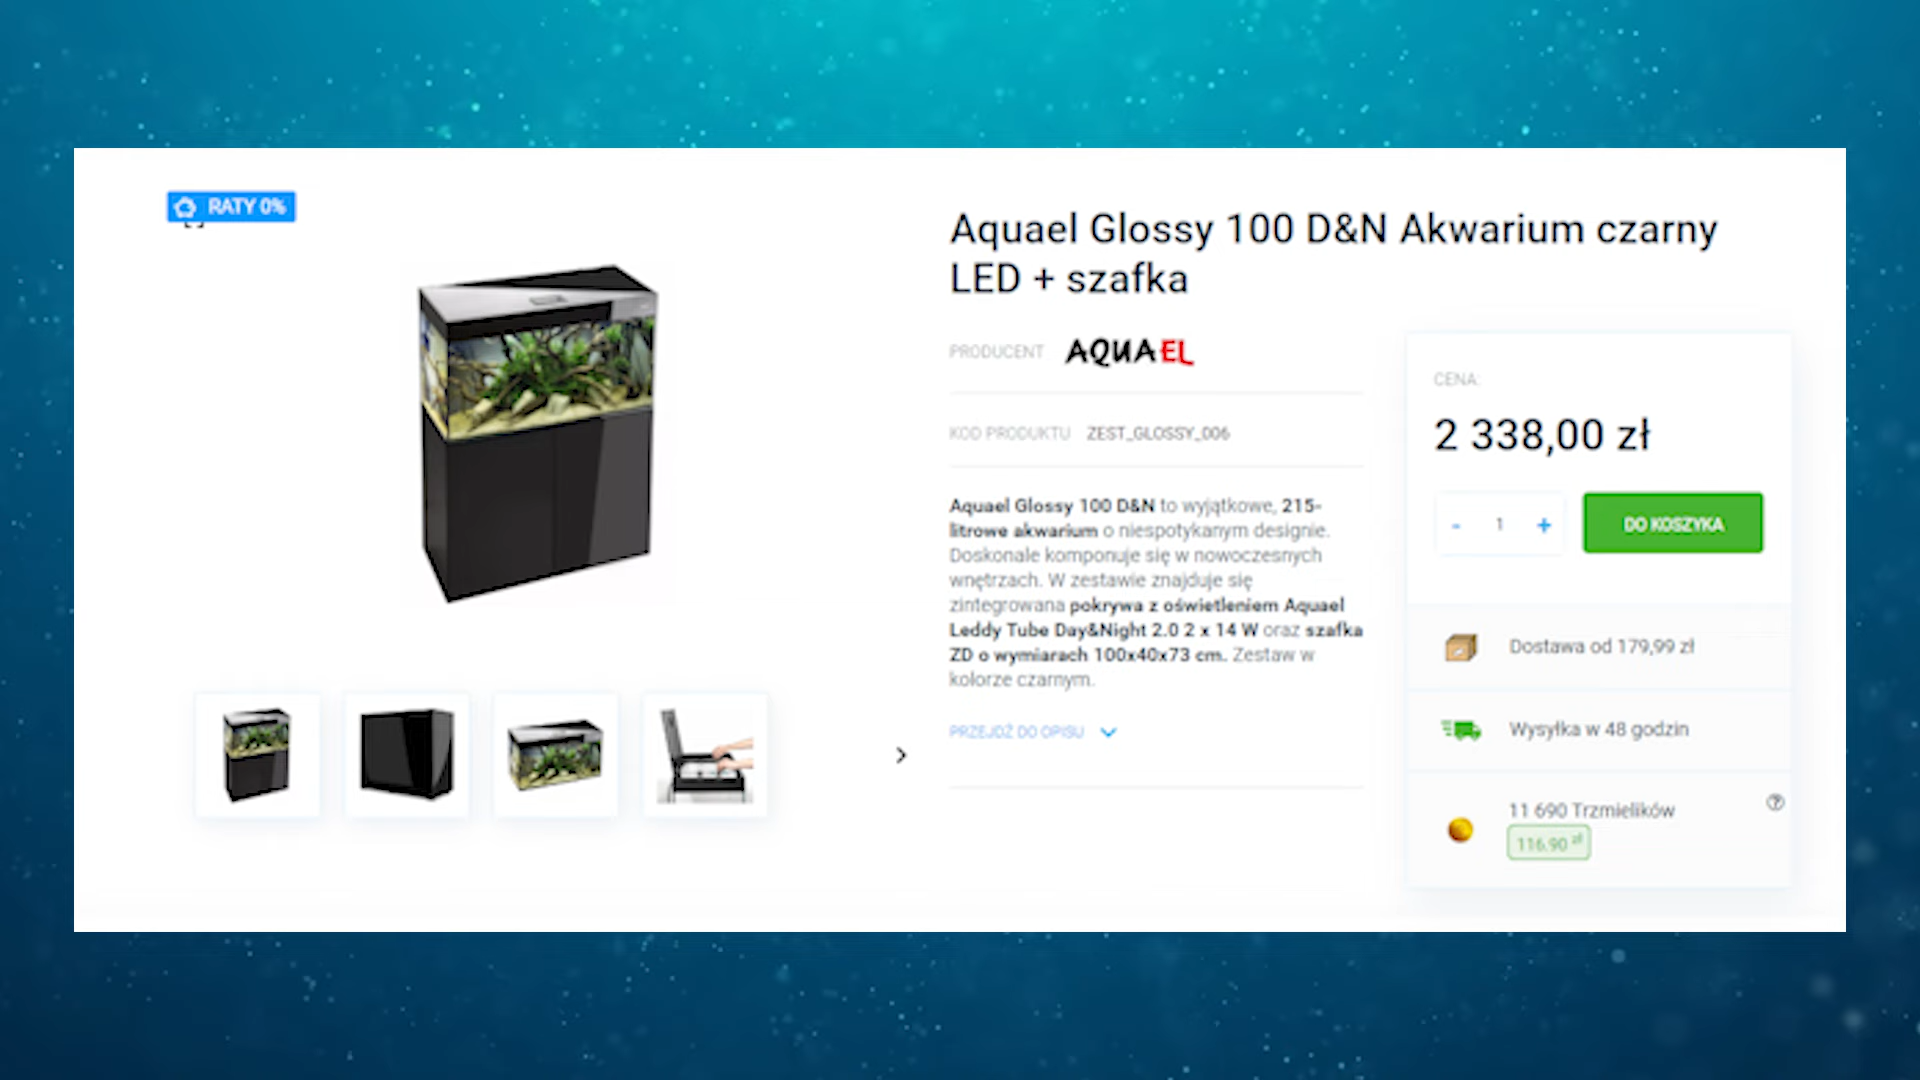 RATY 0%
Aquael Glossy 100 D&N Akwarium czarny
LED + szafka
PRODUCENT AQUAEL
KOD PRODUKTU ZEST_GLOSSY_006
Aquael Glossy 100 D&N to wyjątkowe, 215-
litrowe akwarium o niespotykanym designie.
Doskonale komponuje się w nowoczesnych
wnętrzach. W zestawie znajduje się
zintegrowana pokrywa z oświetleniem Aquael
Leddy Tube Day&Night 2.0 2 x 14 W oraz szafka
ZD o wymiarach 100x40x73 cm. Zestaw w
kolorze czarnym.
PRZEJDŹ DO OPISU
CENA:
2 338,00 zł
- 1 +
DO KOSZYKA
Dostawa od 179,99 zł
Wysyłka w 48 godzin
11 690 Trzmielików
116.90 zł